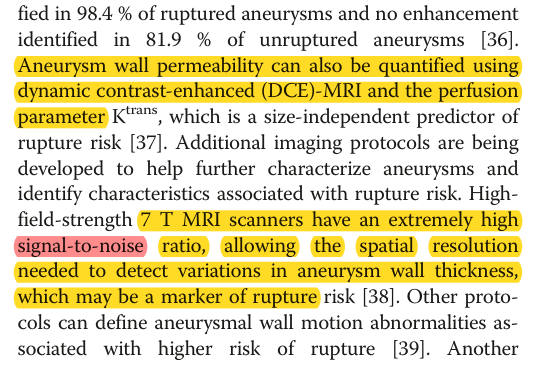 fied in 98.4 % of ruptured aneurysms and no enhancement
identified in 81.9 % of unruptured aneurysms [36].
Aneurysm wall permeability can also be quantified using
dynamic contrast-enhanced (DCE)-MRI and the perfusion
parameter Ktrans, which is a size-independent predictor of
rupture risk [37]. Additional imaging protocols are being
developed to help further characterize aneurysms and
identify characteristics associated with rupture risk. High-
field-strength 7 T MRI scanners have an extremely high
signal-to-noise ratio, allowing the spatial resolution
needed to detect variations in aneurysm wall thickness,
which may be a marker of rupture risk [38]. Other proto-
cols can define aneurysmal wall motion abnormalities as-
sociated with higher risk of rupture [39]. Another